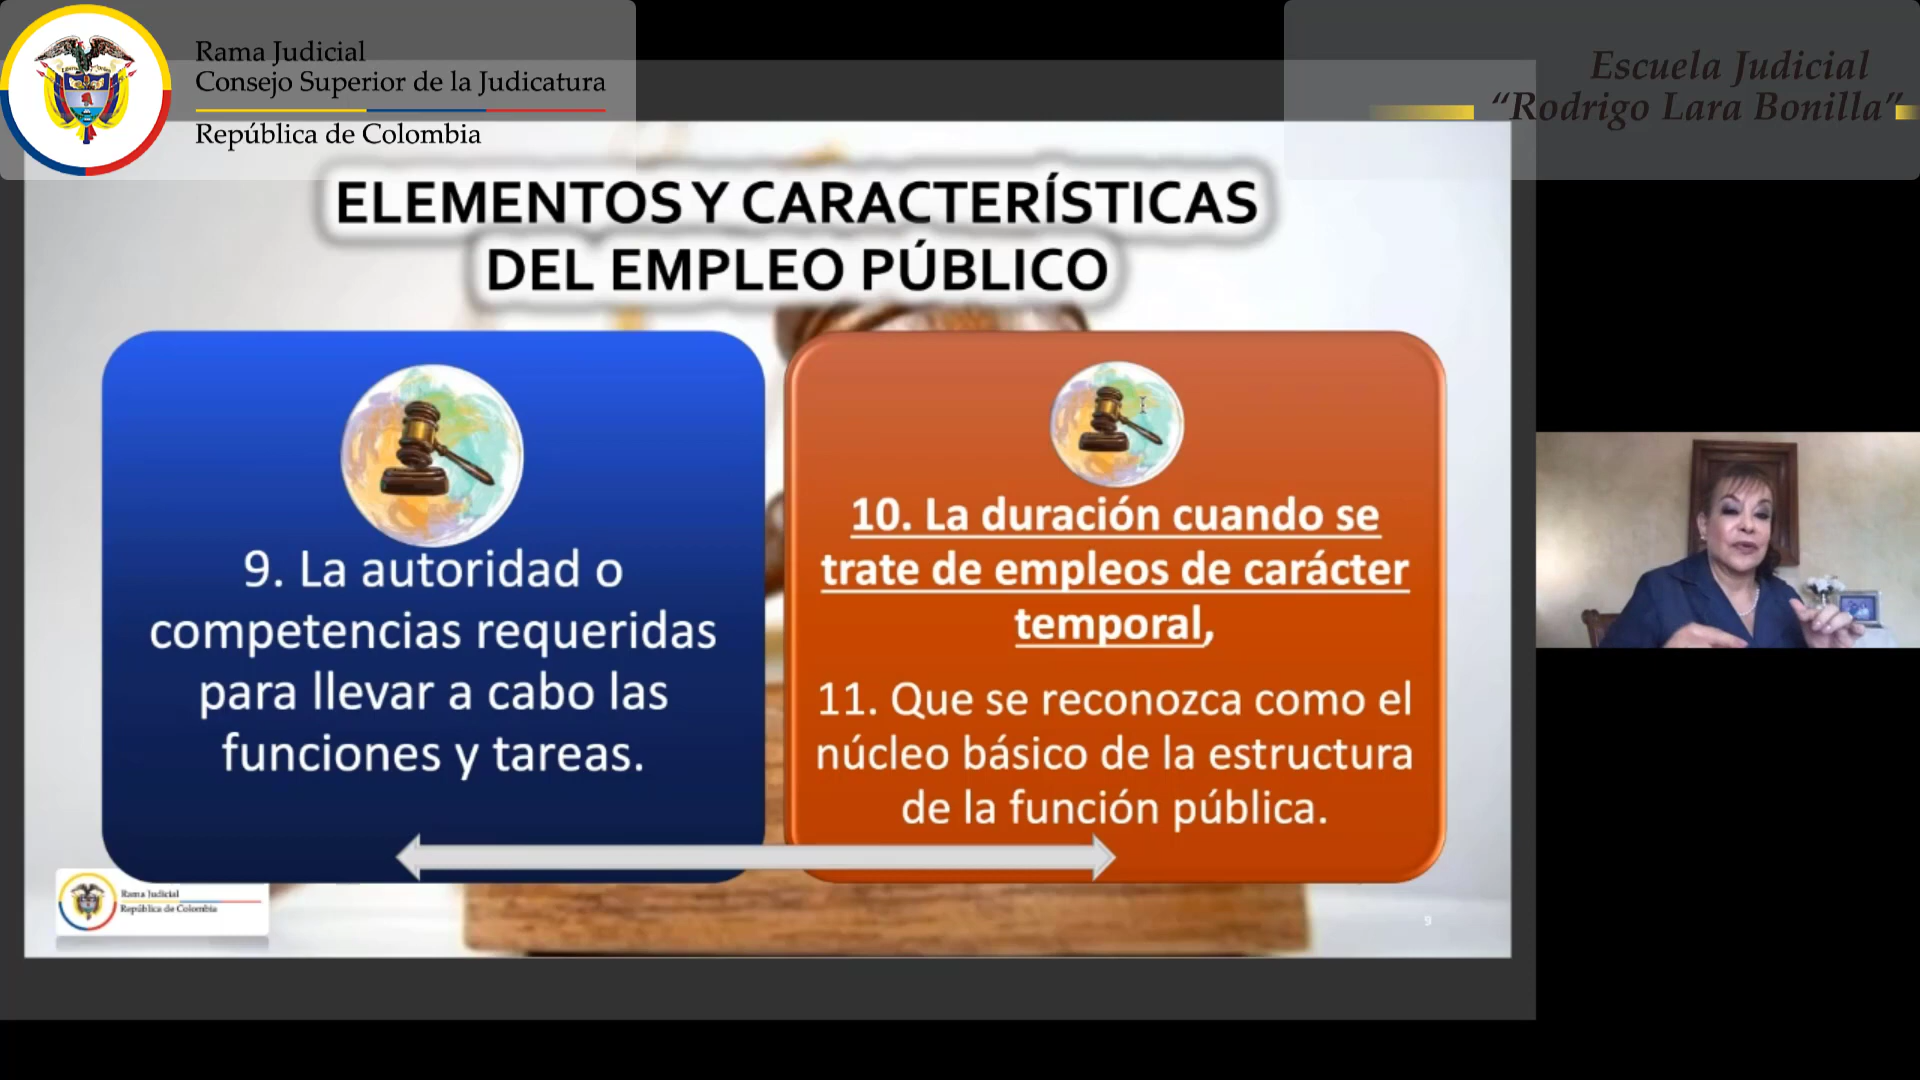 Rama Judicial
Consejo Superior de la Judicatura
República de Colombia
Escuela Judicial
“Rodrigo Lara Bonilla”
ELEMENTOS Y CARACTERÍSTICAS
DEL EMPLEO PÚBLICO
9. La autoridad o
competencias requeridas
para llevar a cabo las
funciones y tareas.
10. La duración cuando se
trate de empleos de carácter
temporal,
11. Que se reconozca como el
núcleo básico de la estructura
de la función pública.
Rama Judicial
República de Colombia
9